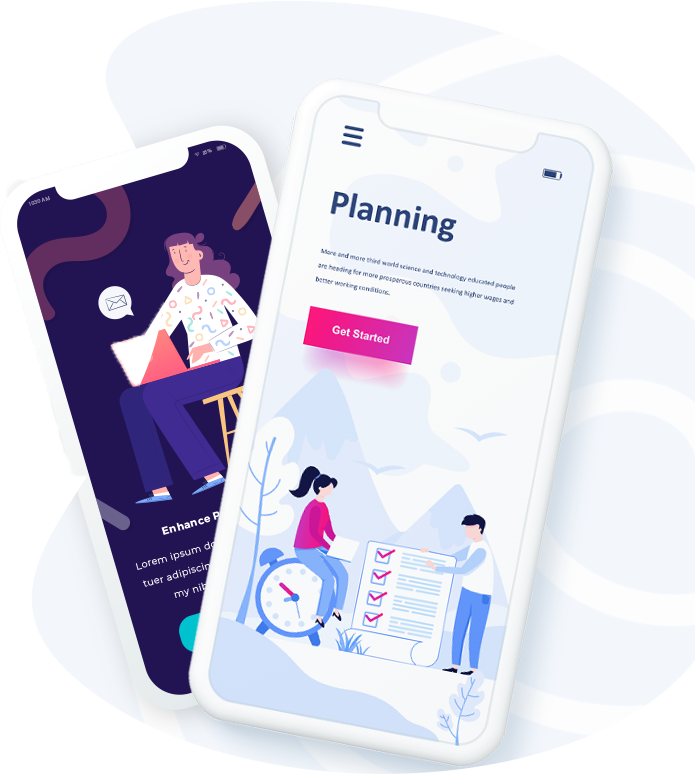 10:20 AM
Planning
More and more third world science and technology educated people
are heading for more prosperous countries seeking higher wages and
better working conditions.
Get Started
Enhance
Lorem ipsum
tuer adipiscin
my nib